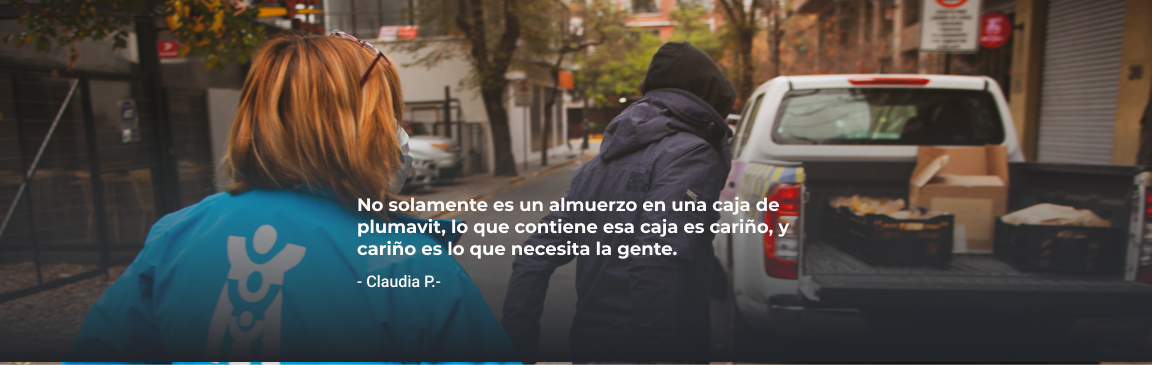 No solamente es un almuerzo en una caja de
plumavit, lo que contiene esa caja es cariño, y
cariño es lo que necesita la gente.
- Claudia P.-